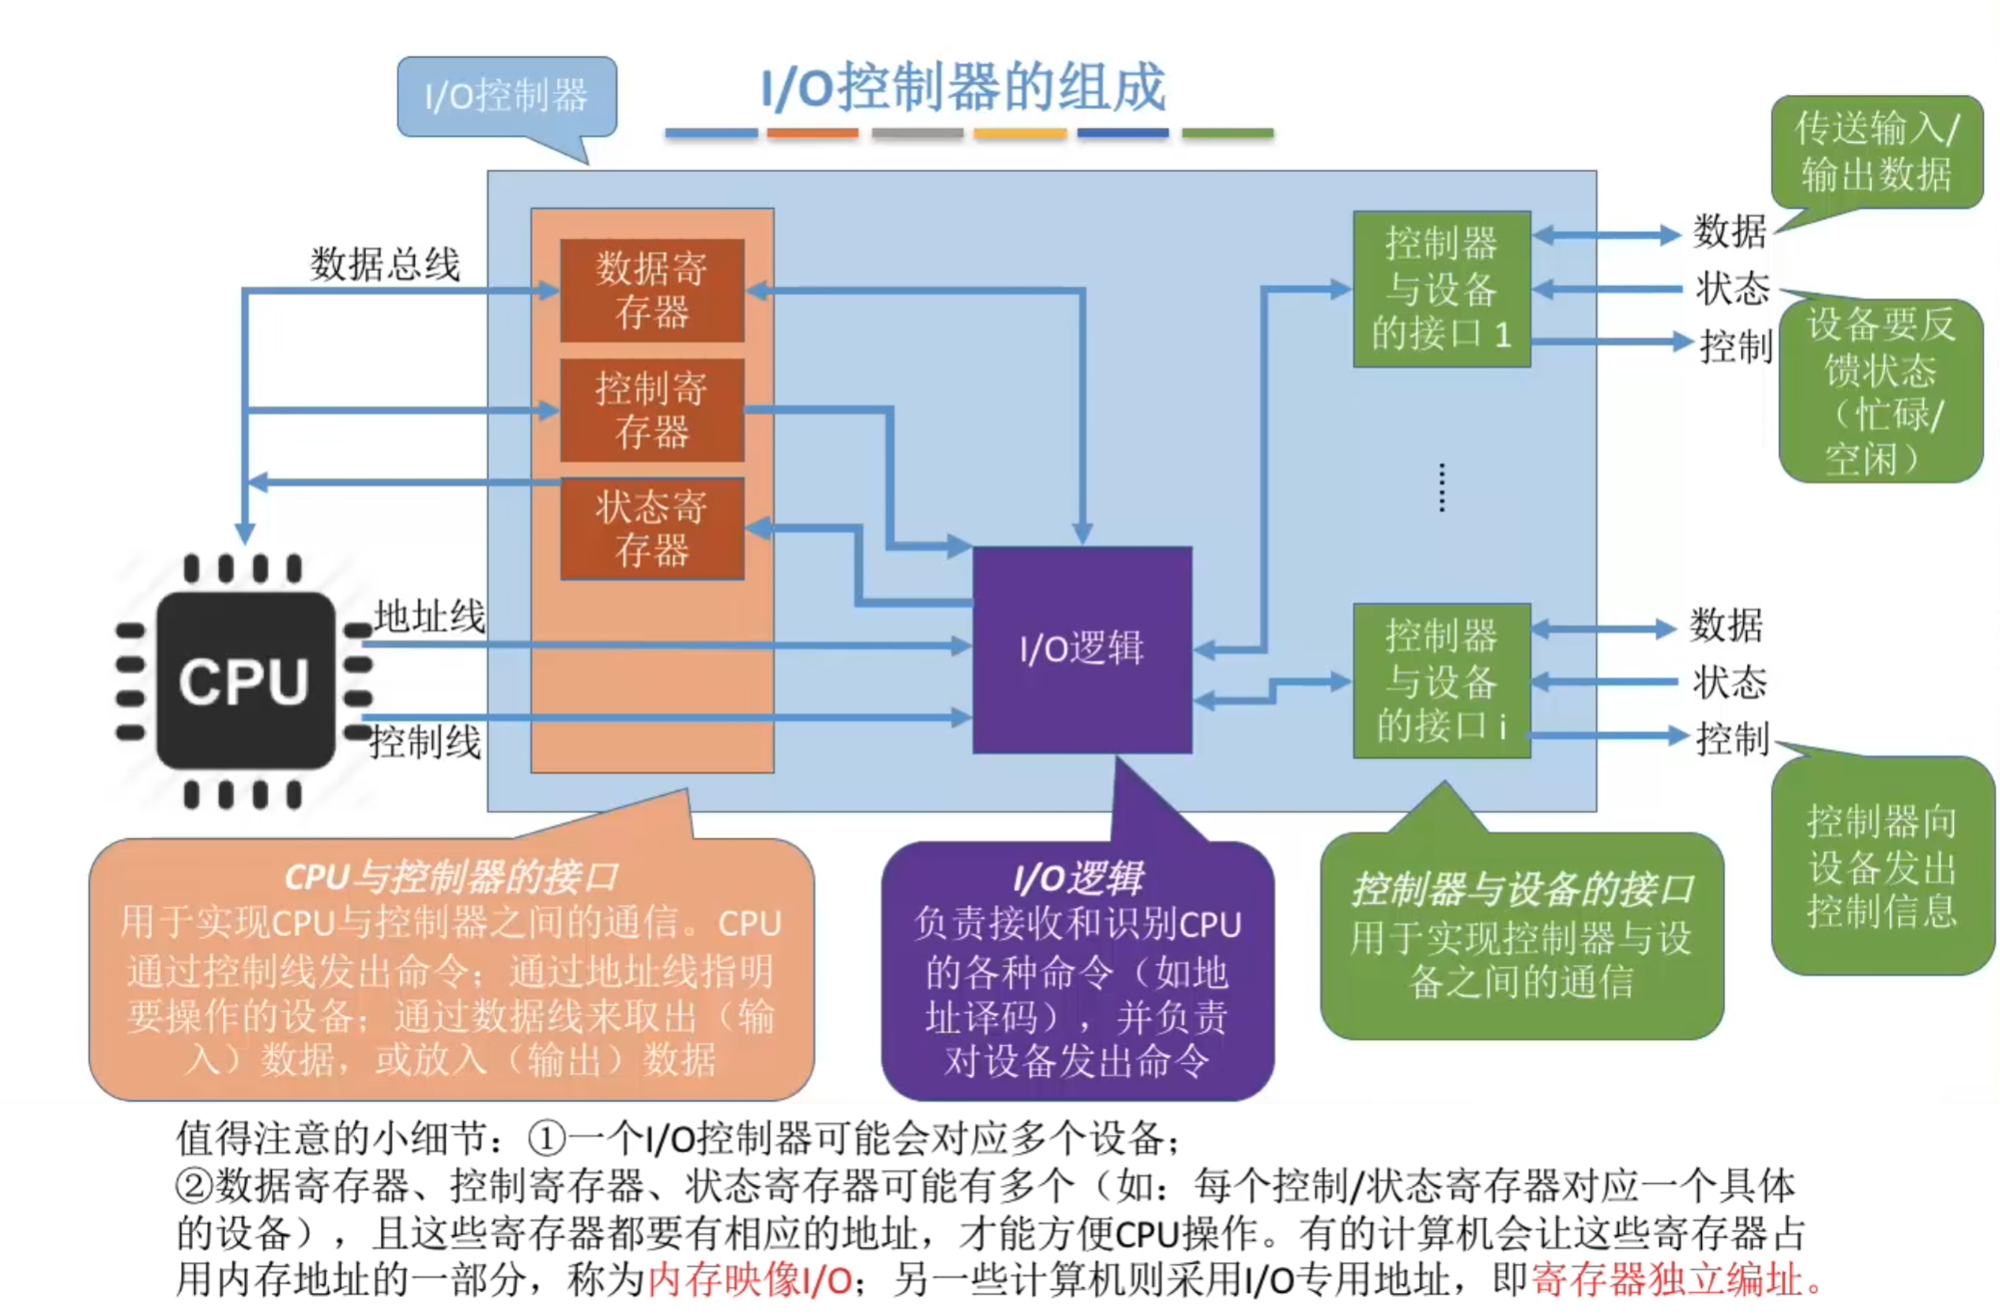 I/O控制器的组成
I/O控制器
传送输入/
输出数据
数据总线
数据寄
存器
控制寄
存器
状态寄
存器
控制器
与设备
的接口 1
数据
状态
控制
设备要反
馈状态
（忙碌/
空闲）
......
地址线
CPU
控制线
I/O逻辑
控制器
与设备
的接口 i
数据
状态
控制
控制器向
设备发出
控制信息
CPU与控制器的接口
用于实现CPU与控制器之间的通信。CPU
通过控制线发出命令；通过地址线指明
要操作的设备；通过数据线来取出（输
入）数据，或放入（输出）数据
I/O逻辑
负责接收和识别CPU
的各种命令（如地
址译码），并负责
对设备发出命令
控制器与设备的接口
用于实现控制器与设
备之间的通信
值得注意的小细节：①一个I/O控制器可能会对应多个设备；
②数据寄存器、控制寄存器、状态寄存器可能有多个（如：每个控制/状态寄存器对应一个具体
的设备），且这些寄存器都要有相应的地址，才能方便CPU操作。有的计算机会让这些寄存器占
用内存地址的一部分，称为内存映像I/O；另一些计算机则采用I/O专用地址，即寄存器独立编址。